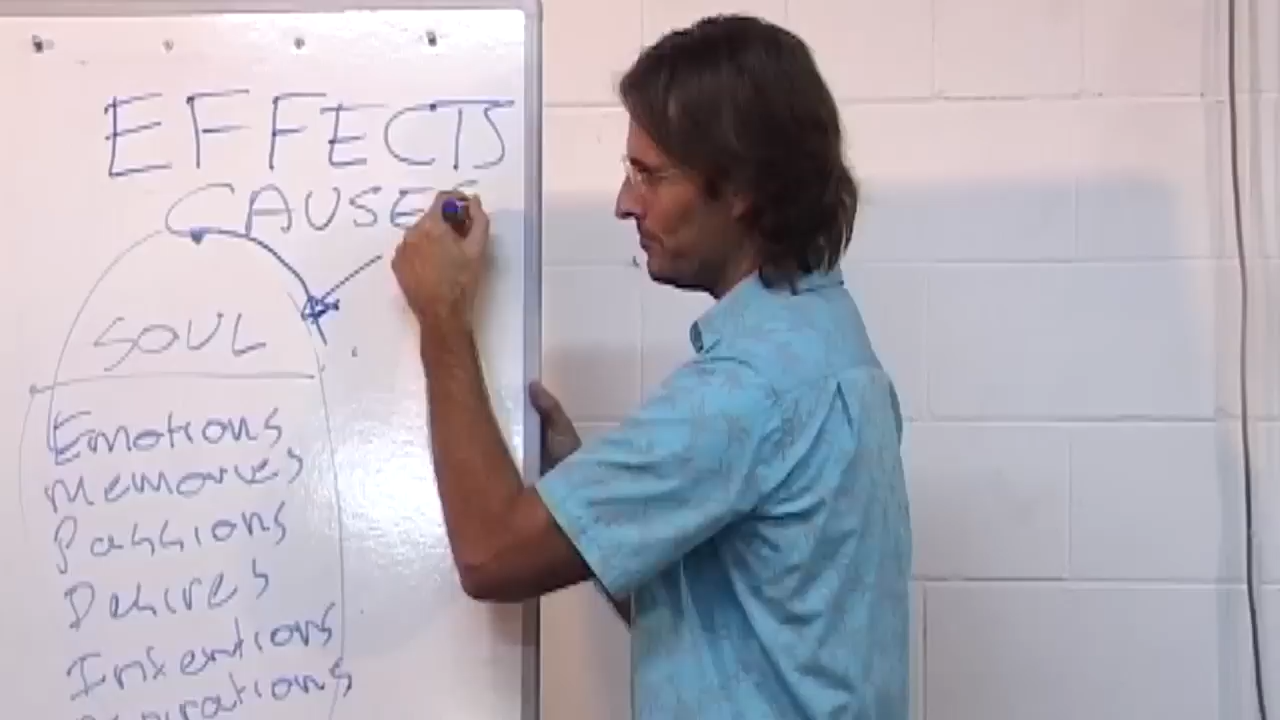 EFFECTS
CAUSES
SOUL
Emotions
Memories
Passions
Desires
Intentions